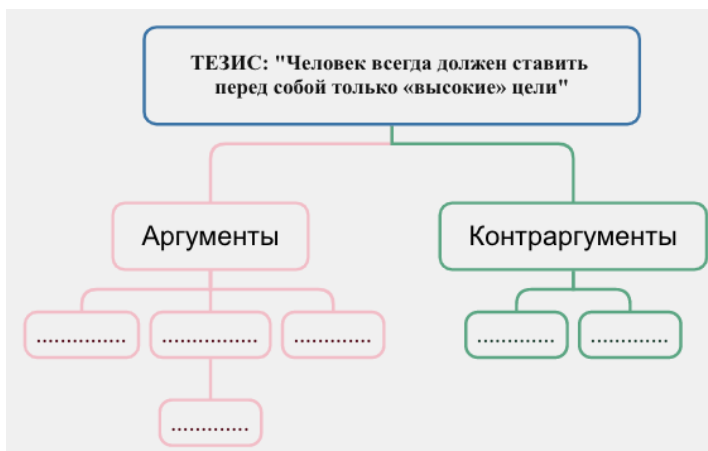 ТЕЗИС: "Человек всегда должен ставить
перед собой только «высокие» цели"
Аргументы
Контраргументы
...............
................
.............
.............
.............
.............